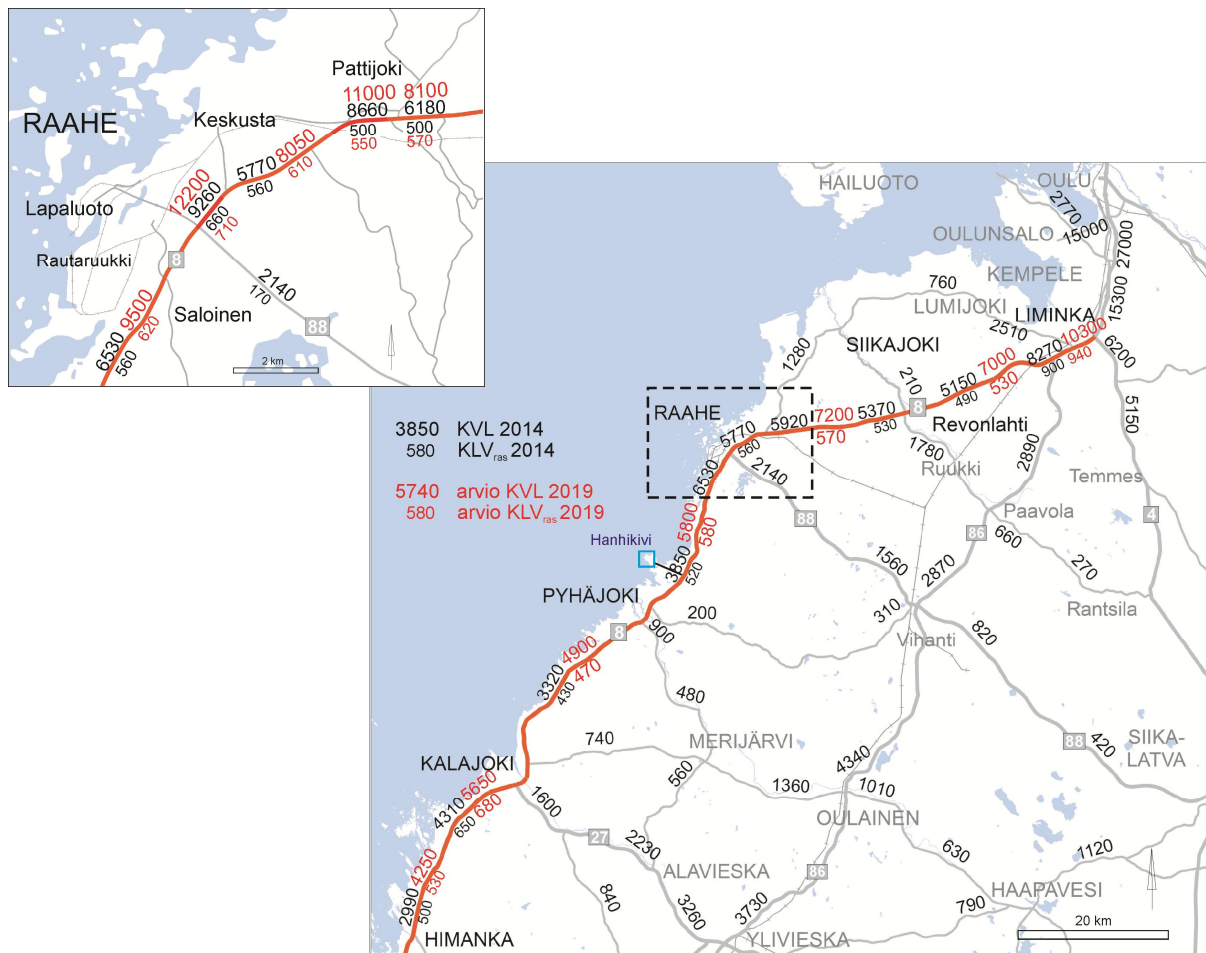 Pattijoki
11000 8100
8660 6180
500 500
550 570
RAAHE
Keskusta
5770 8050
560 610
12200
9260
660
710
Lapaluoto
Rautaruukki
8
2140
170
88
Saloinen
9500
6530
620
560
2 km
HAILUOTO
OULU
2770
15000
OULUNSALO
27000
KEMPELE
760
LUMIJOKI
15300
LIMINKA
2510
10300
8270
940
900
6200
SIIKAJOKI
1280
210
7000
5150
530
490
8
5150
RAAHE
5920 7200 5370
570 530
5770
560
Revonlahti
2140
1780
Ruukki
2890
Temmes
6530
3850 KVL 2014
580 KLVras 2014
5740 arvio KVL 2019
580 arvio KLVras 2019
88
Paavola
4
86
660
5800
580
Hanhikivi
3850
520
1560
2870
270
PYHÄJOKI
200
310
Rantsila
8
900
Vihanti
820
4900
3320
470
430
480
740
MERIJÄRVI
88
420
SIIKA-
LATVA
KALAJOKI
4340
560
5650
4310
680
650
1600
1360
1010
OULAINEN
27
2230
630
1120
4250
2990
530
500
ALAVIESKA
86
HAAPAVESI
840
3260
3730
790
20 km
HIMANKA
YLIVIESKA